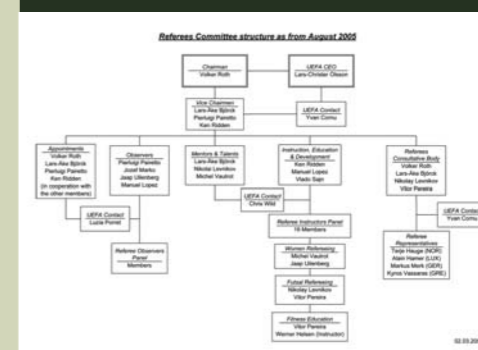 Referees Committee structure as from August 2005
Chairman
Volker Roth
UEFA CEO
Lars-Christer Olsson
Vice Chairmen
Lars-Åke Björck
Pierluigi Pairetto
Ken Ridden
UEFA Contact
Yvan Cornu
Appointments
Volker Roth
Lars-Åke Björck
Pierluigi Pairetto
Ken Ridden
(in cooperation with
the other members)
Observers
Pierluigi Pairetto
Jozef Marko
Jaap Uilenberg
Manuel Lopez
Mentors & Talents
Lars-Åke Björck
Nikolai Levnikov
Michel Vautrot
Instruction, Education
& Development
Ken Ridden
Manuel Lopez
Vlado Sajn
Referees
Consultative Body
Volker Roth
Lars-Åke Björck
Nikolay Levnikov
Vitor Pereira
UEFA Contact
Luzia Porret
UEFA Contact
Chris Wild
UEFA Conta
Yvan Cornu
Referee Observers
Panel
Members
Referee Instructors Panel
16 Members
Referee
Representatives
Terje Hauge (NOR)
Alain Hamer (LUX)
Markus Merk (GER)
Kyros Vassaras (GRE)
Women Refereeing
Michel Vautrot
Jaap Uilenberg
Futsal Refereeing
Nikolay Levnikov
Vitor Pereira
Fitness Education
Vitor Pereira
Werner Helsen (Instructor)